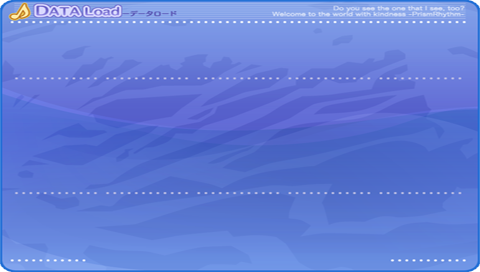 DATA Load ーデータロード
Do you see the one that I see, too?
Welcome to the world with kindness -PrismRhythm-